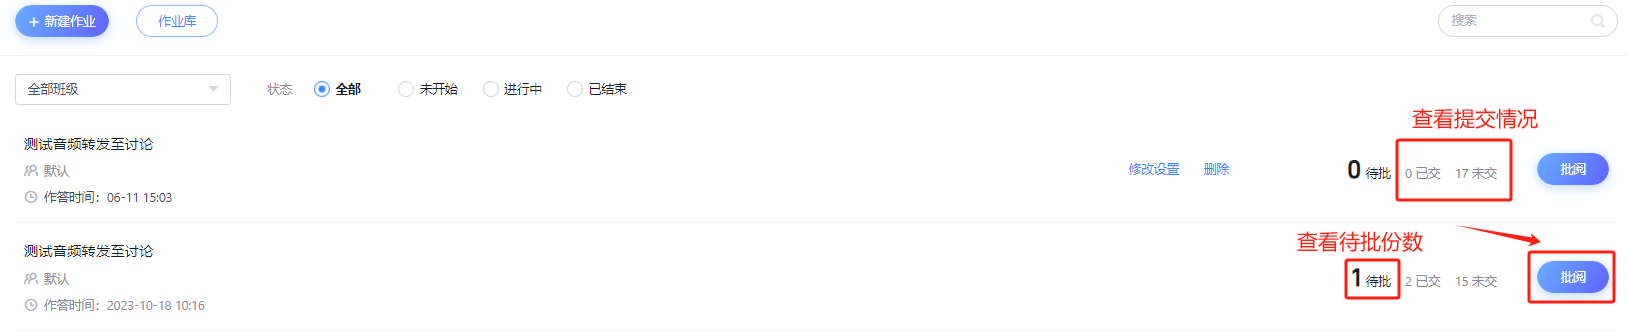 + 新建作业 作业库 搜索
全部班级 状态 全部 未开始 进行中 已结束
查看提交情况
测试音频转发至讨论
默认 修改设置 删除 0 待批 0 已交 17 未交 批阅
作答时间：06-11 15:03
测试音频转发至讨论 查看待批份数
默认 1 待批 2 已交 15 未交 批阅
作答时间：2023-10-18 10:16